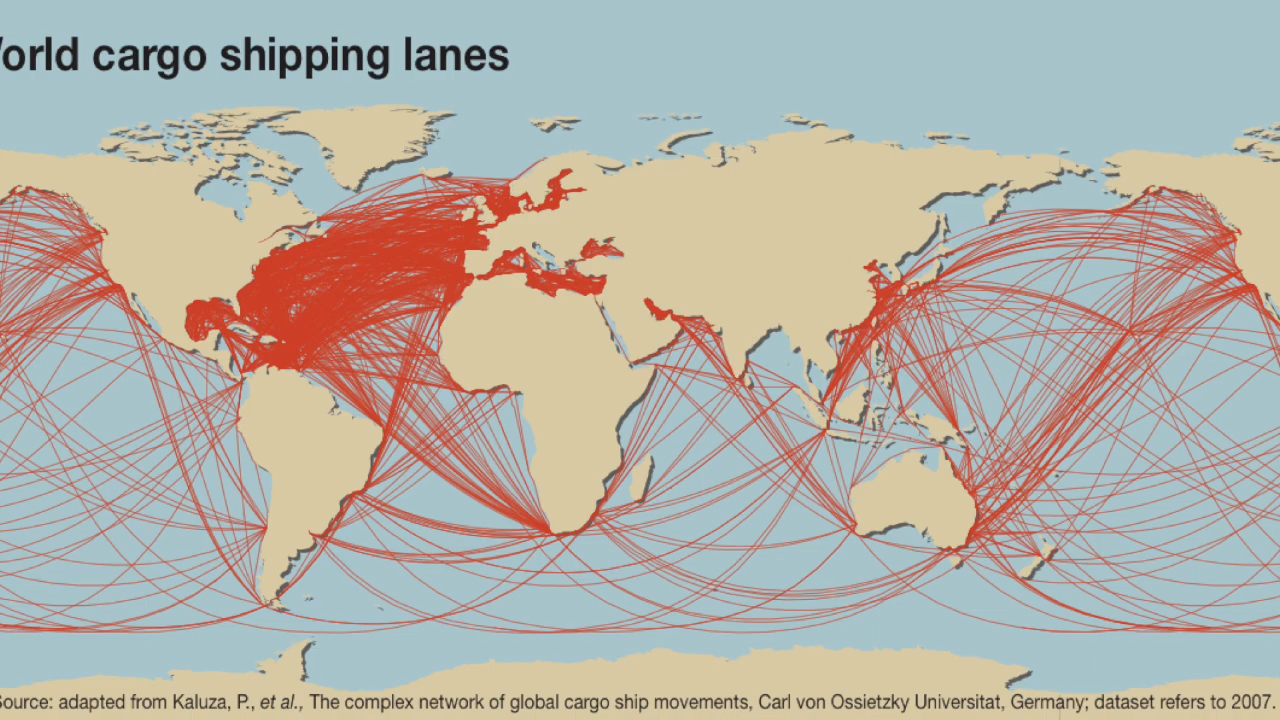 orld cargo shipping lanes
Source: adapted from Kaluza, P., et al., The complex network of global cargo ship movements, Carl von Ossietzky Universitat, Germany; dataset refers to 2007.